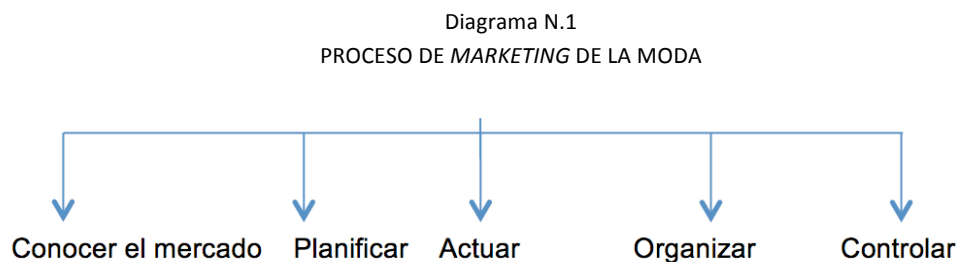 Diagrama N.1
PROCESO DE MARKETING DE LA MODA
Conocer el mercado Planificar Actuar Organizar Controlar